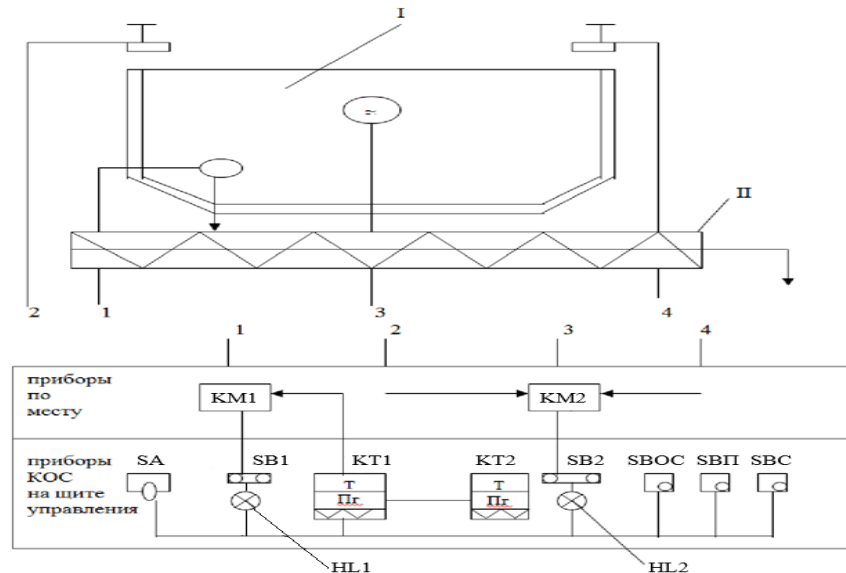 I
II
2 1 3 4
1 2 3 4
приборы
по
месту
KM1 KM2
приборы
КОС
на щите
управления
SA SB1 KT1 KT2 SB2 SBOC SBП SBC
T T
Пг Пг
HL1 HL2